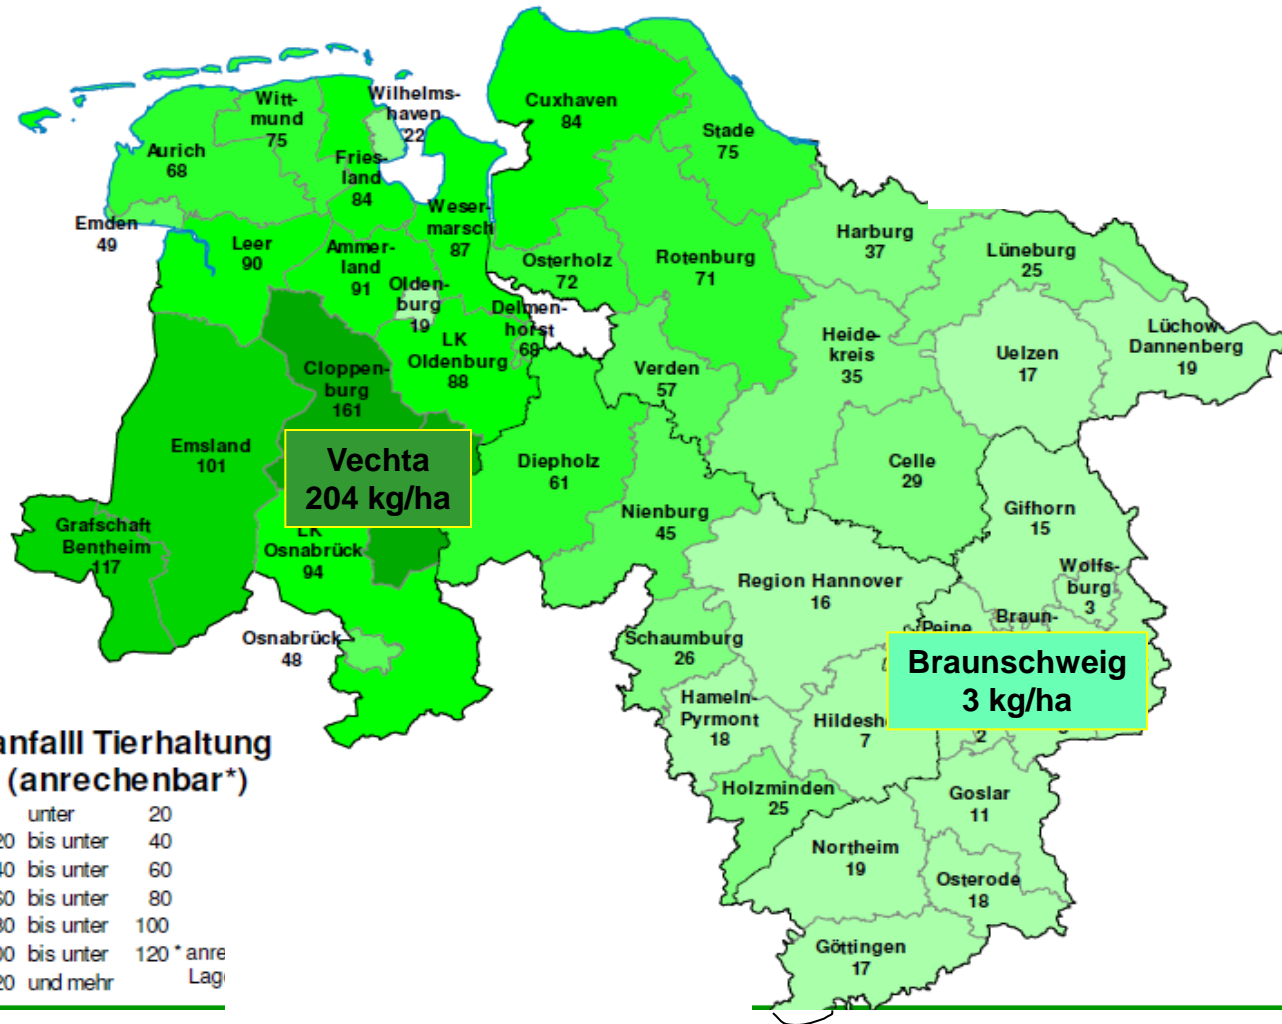 Wilhelms-
haven
22
Witt-
mund
75
Cuxhaven
84
Stade
75
Aurich
68
Fries-
land
84
Emden
49
Weser-
marsch
87
Harburg
37
Lüneburg
25
Leer
90
Ammer-
land
91
Osterholz
72
Rotenburg
71
Olden-
burg
19
Delmen-
horst
68
Lüchow-
Dannenberg
19
LK
Oldenburg
88
Heide-
kreis
35
Uelzen
17
Cloppen-
burg
161
Verden
57
Emsland
101
Vechta
204 kg/ha
Diepholz
61
Celle
29
Nienburg
45
Gifhorn
15
Grafschaft
Bentheim
117
LK
Osnabrück
94
Wolfs-
burg
3
Region Hannover
16
Peine
Braun-
Osnabrück
48
Schaumburg
26
Braunschweig
3 kg/ha
Hameln-
Pyrmont
18
Hildesh
7
2
Holzminden
25
Goslar
11
Northeim
19
Osterode
18
Göttingen
17
anfalll Tierhaltung
(anrechenbar*)
unter 20
20 bis unter 40
40 bis unter 60
60 bis unter 80
80 bis unter 100
00 bis unter 120 * anre
20 und mehr Lag